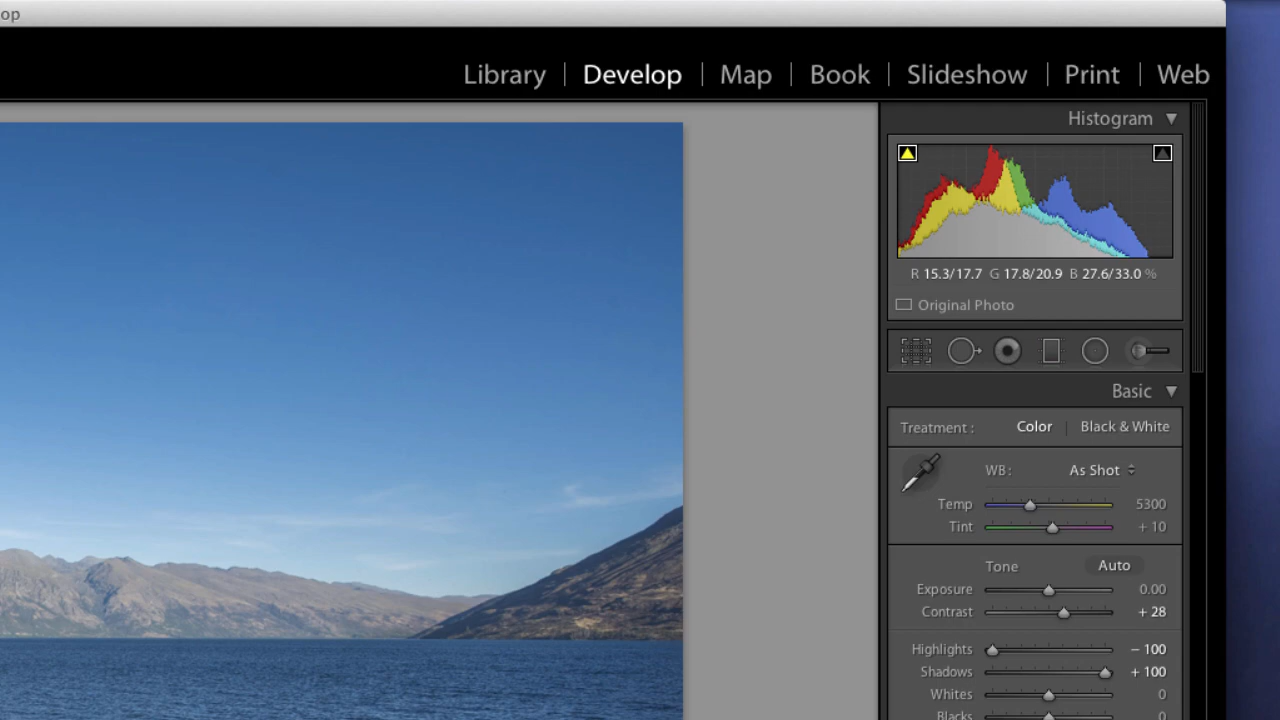 op
Library Develop Map Book Slideshow Print Web
Histogram
R 15.3/17.7 G 17.8/20.9 B 27.6/33.0 %
Original Photo
Basic
Treatment : Color Black & White
WB: As Shot
Temp 5300
Tint + 10
Tone Auto
Exposure 0.00
Contrast + 28
Highlights − 100
Shadows + 100
Whites 0
Blacks 0